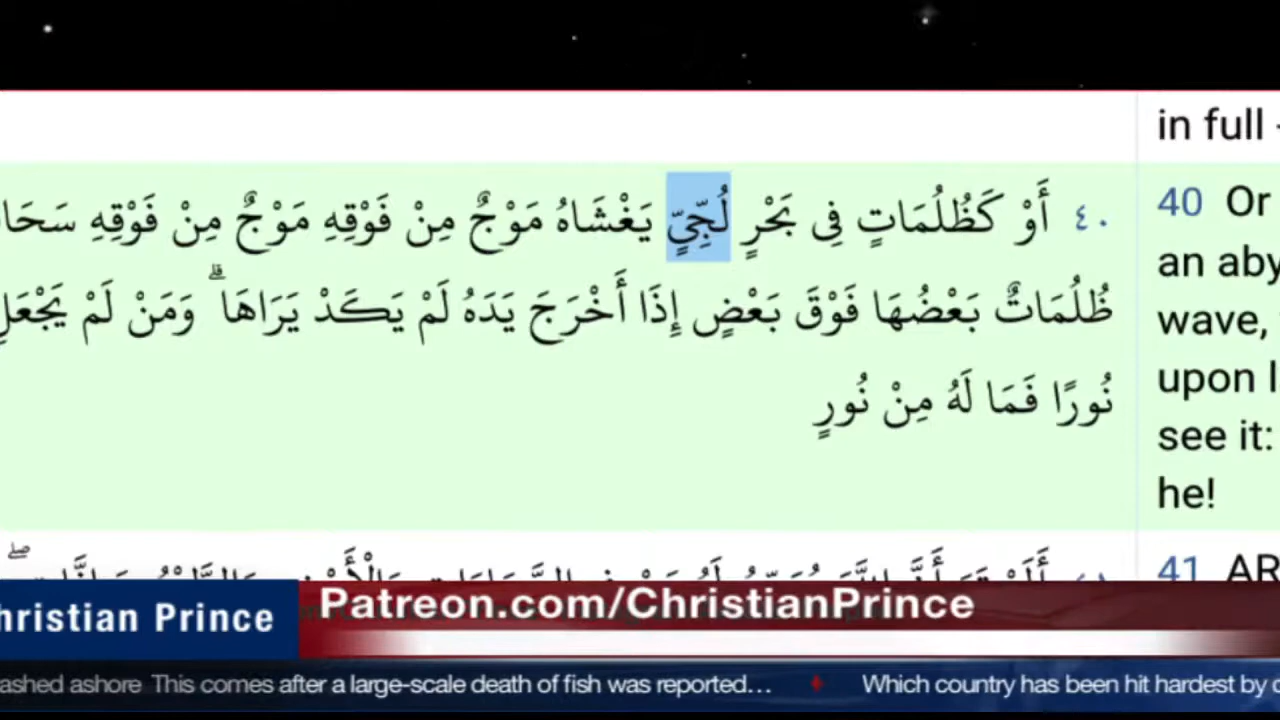 in full -
٤٠ أَوْ كَظُلُمَاتٍ فِى بَحْرٍ لُجِّيٍّ يَغْشَاهُ مَوْجٌ مِنْ فَوْقِهِ مَوْجٌ مِنْ فَوْقِهِ سَحَا
ظُلُمَاتٌ بَعْضُهَا فَوْقَ بَعْضٍ إِذَا أَخْرَجَ يَدَهُ لَمْ يَكَدْ يَرَاهَا ۗ وَمَنْ لَمْ يَجْعَلِ
نُورًا فَمَا لَهُ مِنْ نُورٍ
40 Or
an aby
wave,
upon l
see it:
he!
41 AR
hristian Prince
Patreon.com/ChristianPrince
ashed ashore This comes after a large-scale death of fish was reported... Which country has been hit hardest by c